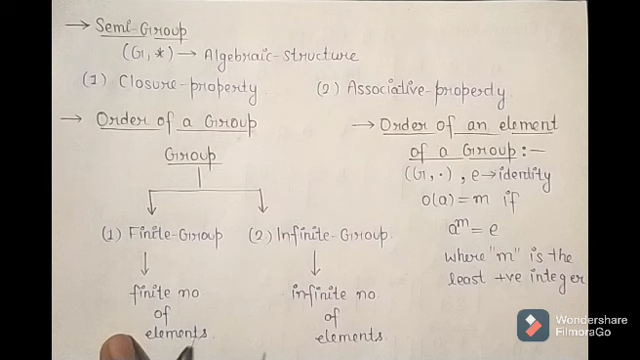 → Semi-Group
(G, *) → Algebraic-structure
(1) Closure-property
(2) Associative-property
→ Order of a Group
Group
(1) Finite-Group
(2) Infinite-Group
finite no
of
elements
infinite no
of
elements
→ Order of an element
of a Group :-
(G, ·), e → identity
o(a) = m if
a^m = e
where "m" is the
least +ve integer
Wondershare
FilmoraGo